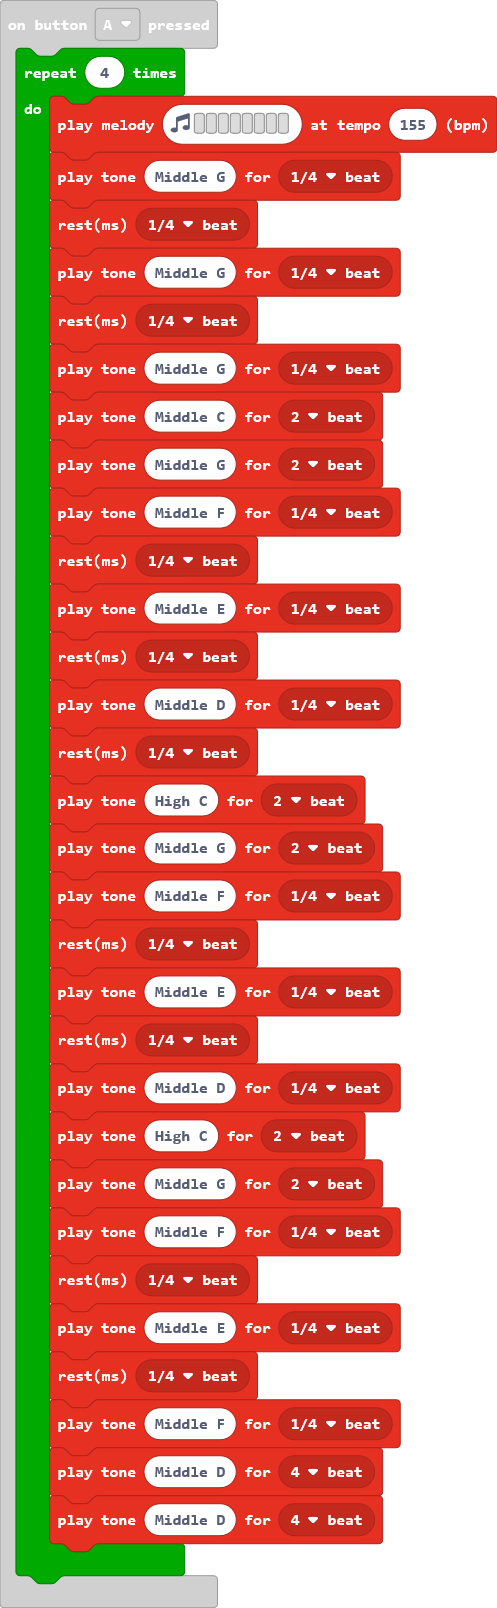 on button A pressed
repeat 4 times
do
play melody at tempo 155 (bpm)
play tone Middle G for 1/4 beat
rest(ms) 1/4 beat
play tone Middle G for 1/4 beat
rest(ms) 1/4 beat
play tone Middle G for 1/4 beat
play tone Middle C for 2 beat
play tone Middle G for 2 beat
play tone Middle F for 1/4 beat
rest(ms) 1/4 beat
play tone Middle E for 1/4 beat
rest(ms) 1/4 beat
play tone Middle D for 1/4 beat
rest(ms) 1/4 beat
play tone High C for 2 beat
play tone Middle G for 2 beat
play tone Middle F for 1/4 beat
rest(ms) 1/4 beat
play tone Middle E for 1/4 beat
rest(ms) 1/4 beat
play tone Middle D for 1/4 beat
play tone High C for 2 beat
play tone Middle G for 2 beat
play tone Middle F for 1/4 beat
rest(ms) 1/4 beat
play tone Middle E for 1/4 beat
rest(ms) 1/4 beat
play tone Middle F for 1/4 beat
play tone Middle D for 4 beat
play tone Middle D for 4 beat